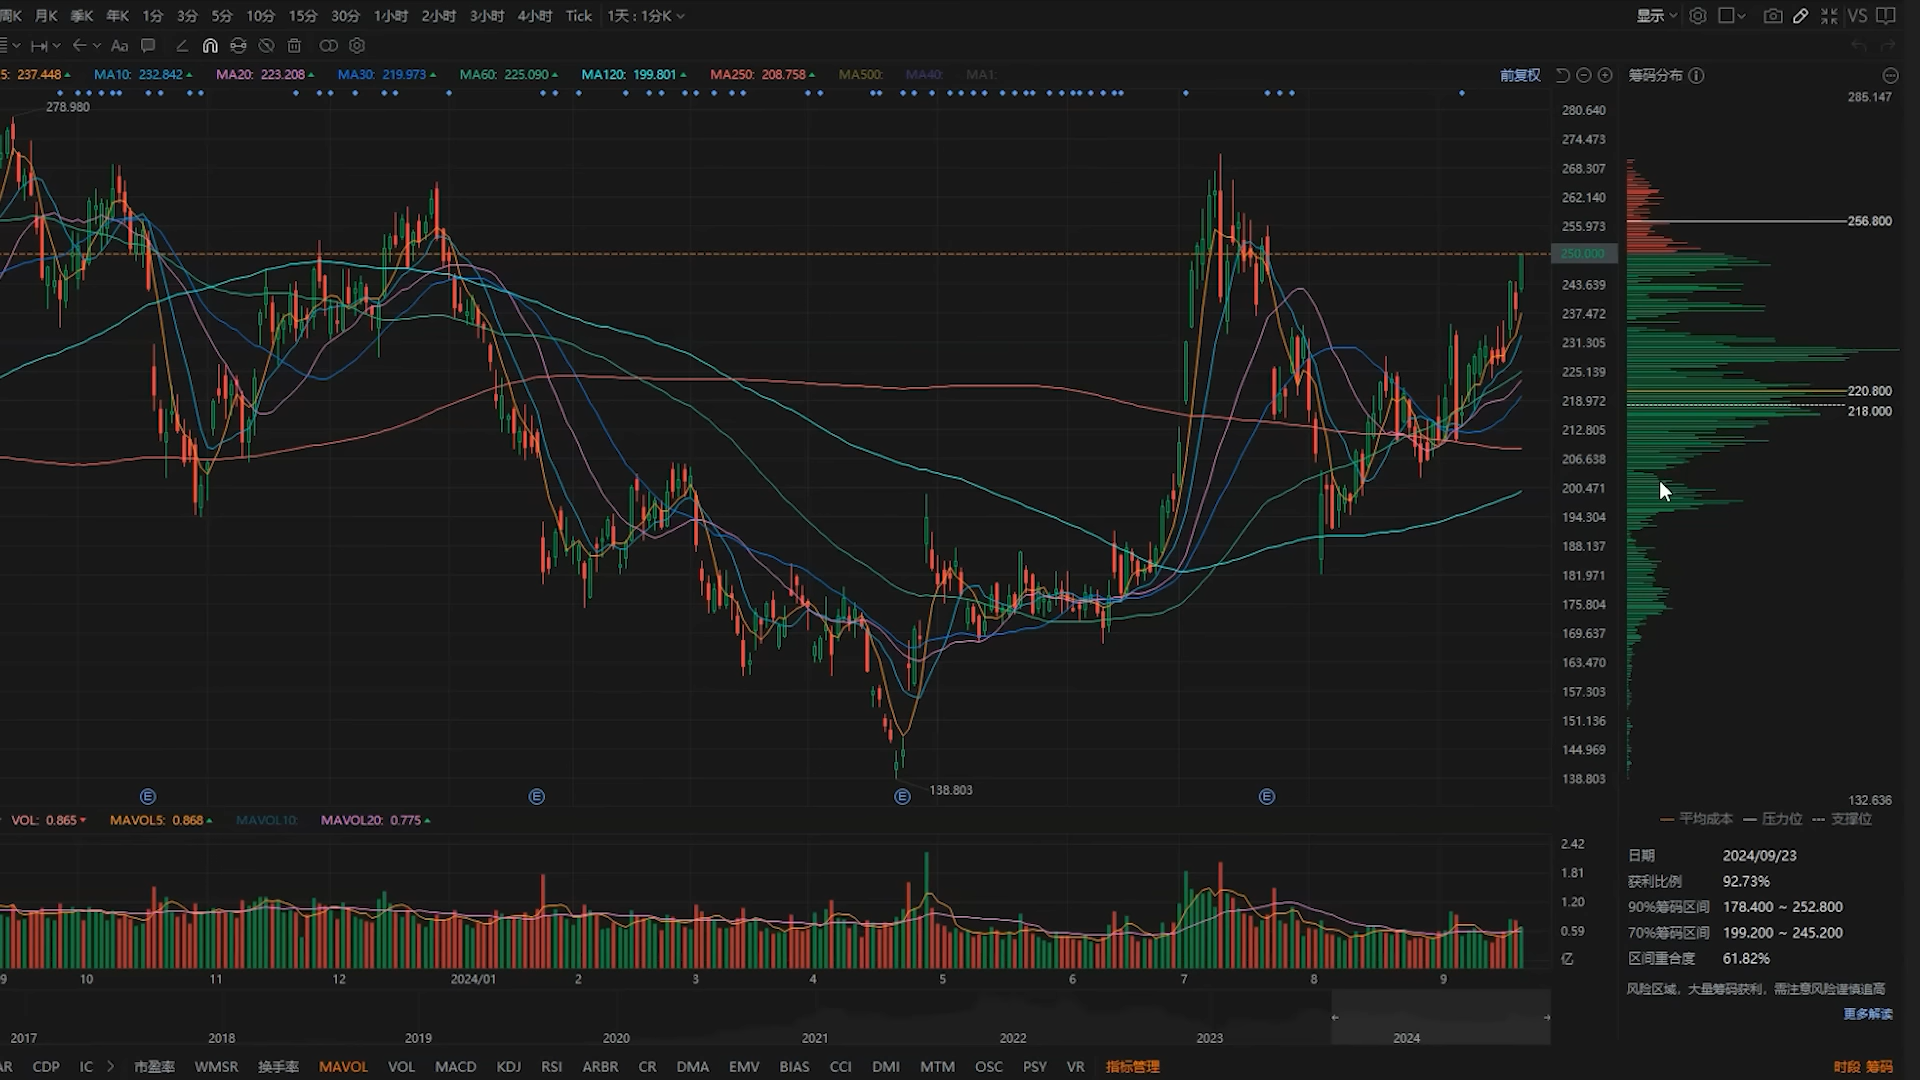 周K 月K 季K 年K 1分 3分 5分 10分 15分 30分 1小时 2小时 3小时 4小时 Tick 1天 : 1分K 显示 VS
Aa
5: 237.448 MA10: 232.842 MA20: 223.208 MA30: 219.973 MA60: 225.090 MA120: 199.801 MA250: 208.758 MA500: MA40: MA1: 前复权 筹码分布
285.147
278.980
280.640
274.473
268.307
262.140
256.800
255.973
250.000
243.639
237.472
231.305
225.139
220.800
218.972
218.000
212.805
206.638
200.471
194.304
188.137
181.971
175.804
169.637
163.470
157.303
151.136
144.969
138.803
138.803
E E E E
132.636
VOL: 0.865 MAVOL5: 0.868 MAVOL10: MAVOL20: 0.775
平均成本 压力位 支撑位
2.42
1.81
1.20
0.59
亿
日期 2024/09/23
获利比例 92.73%
90%筹码区间 178.400 ~ 252.800
70%筹码区间 199.200 ~ 245.200
区间重合度 61.82%
风险区域，大量筹码获利，需注意风险谨慎追高
更多解读
9 10 11 12 2024/01 2 3 4 5 6 7 8 9
2017 2018 2019 2020 2021 2022 2023 2024
AR CDP IC 市盈率 WMSR 换手率 MAVOL VOL MACD KDJ RSI ARBR CR DMA EMV BIAS CCI DMI MTM OSC PSY VR 指标管理 时段 筹码